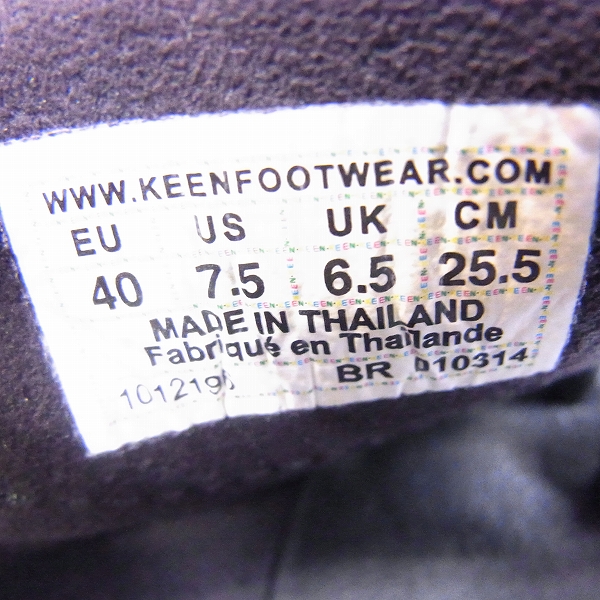 WWW.KEENFOOTWEAR.COM
EU US UK CM
40 7.5 6.5 25.5
MADE IN THAILAND
Fabriqué en Thaïlande
BR 010314